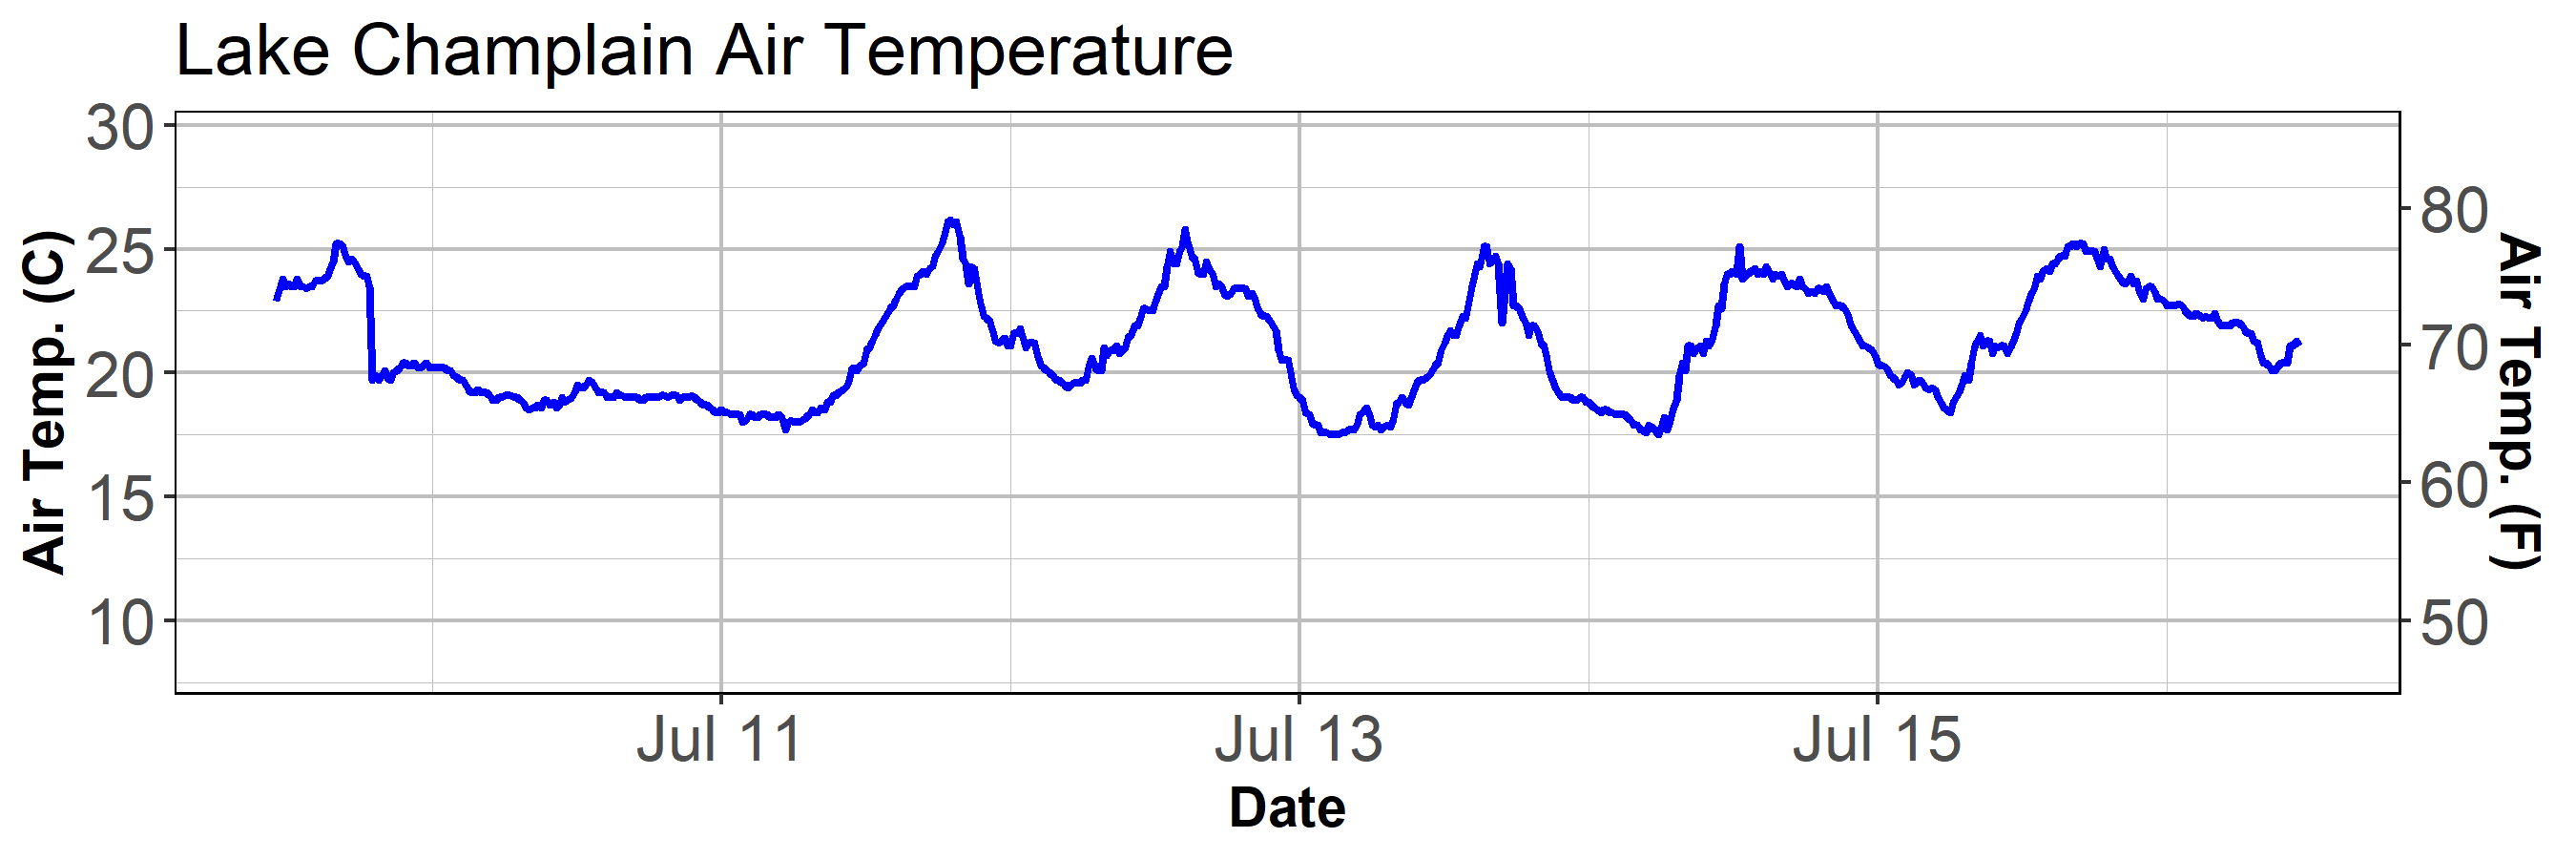 Lake Champlain Air Temperature
Air Temp. (C)
30
25
20
15
10
80
70
60
50
Air Temp. (F)
Jul 11
Jul 13
Jul 15
Date